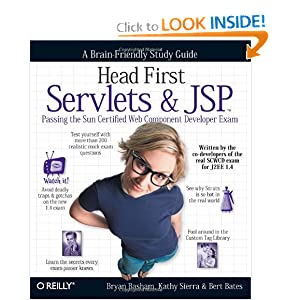 Click to LOOK INSIDE!
A Brain-Friendly Study Guide
Head First
Servlets & JSP™
Passing the Sun Certified Web Component Developer Exam
Test yourself with
more than 200
realistic mock exam
questions
Written by the
co-developers of the
real SCWCD exam
for J2EE 1.4
Watch it!
Avoid deadly
traps & gotchas
on the new
1.4 exam
See why Struts
is so hot in
the real world
Fool around in the
Custom Tag Library
Learn the secrets every
exam passer knows
O'REILLY®
Bryan Basham, Kathy Sierra & Bert Bates